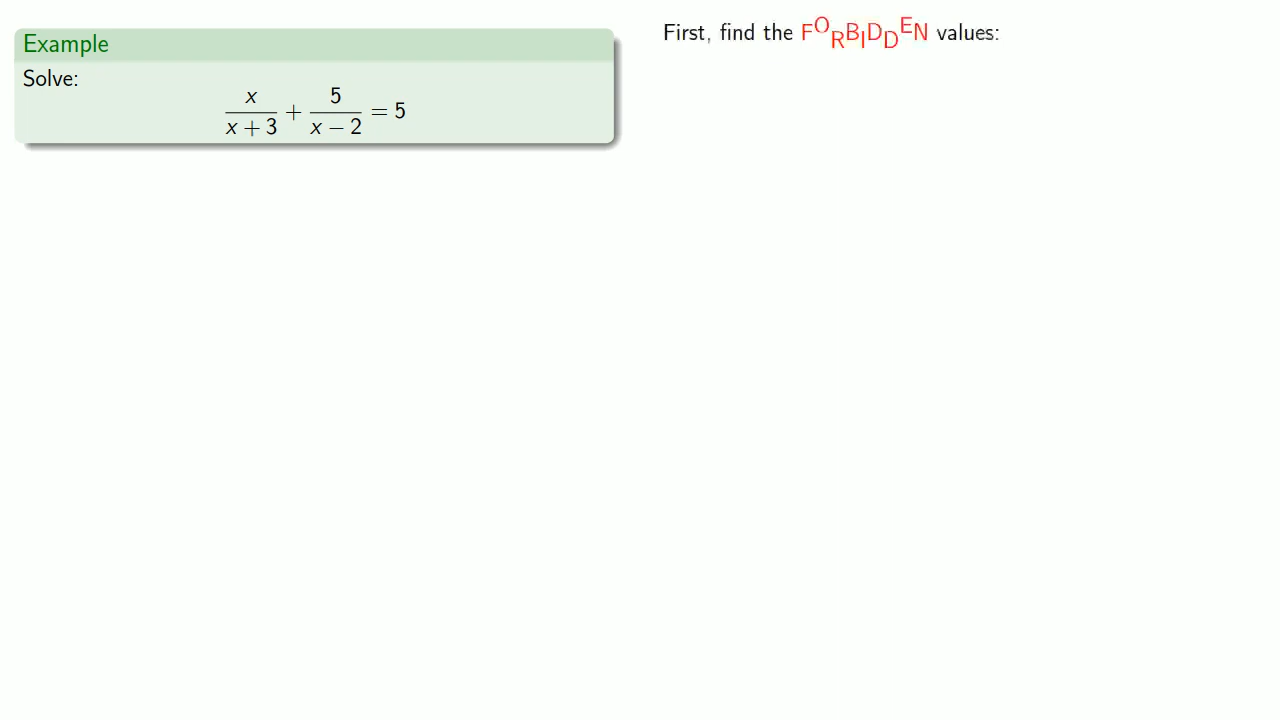 Example
Solve:
x/(x + 3) + 5/(x − 2) = 5
First, find the FORBIDDEN values: